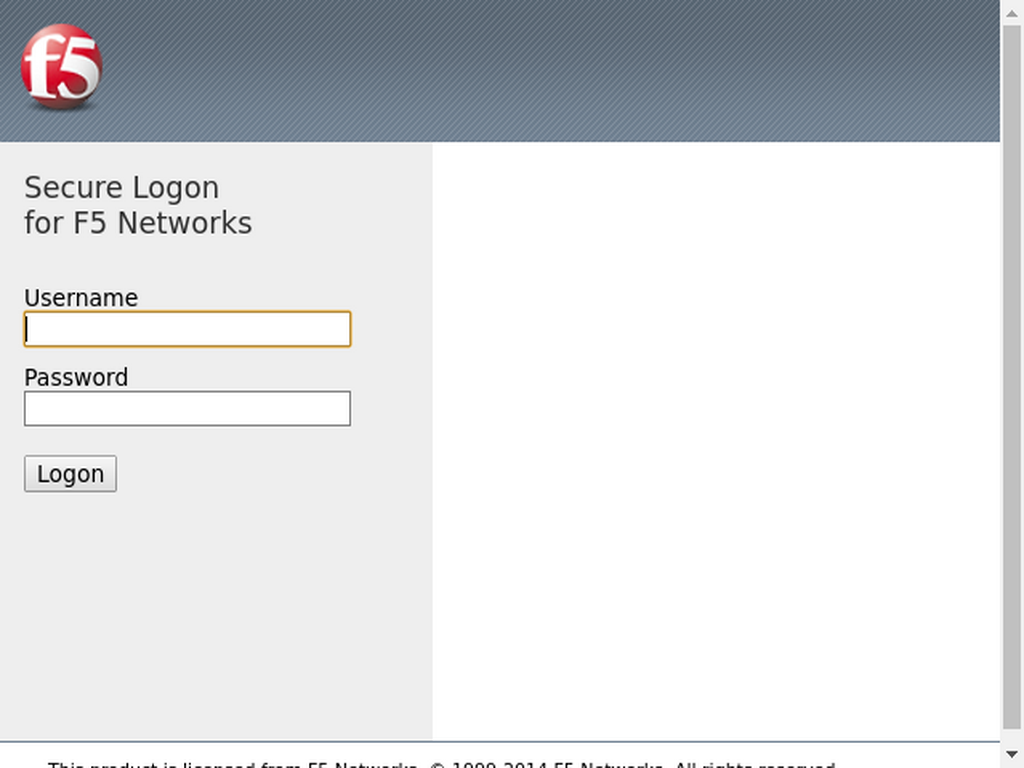 f5
Secure Logon
for F5 Networks
Username
Password
Logon
This product is licensed from F5 Networks. © 1999-2014 F5 Networks. All rights reserved.